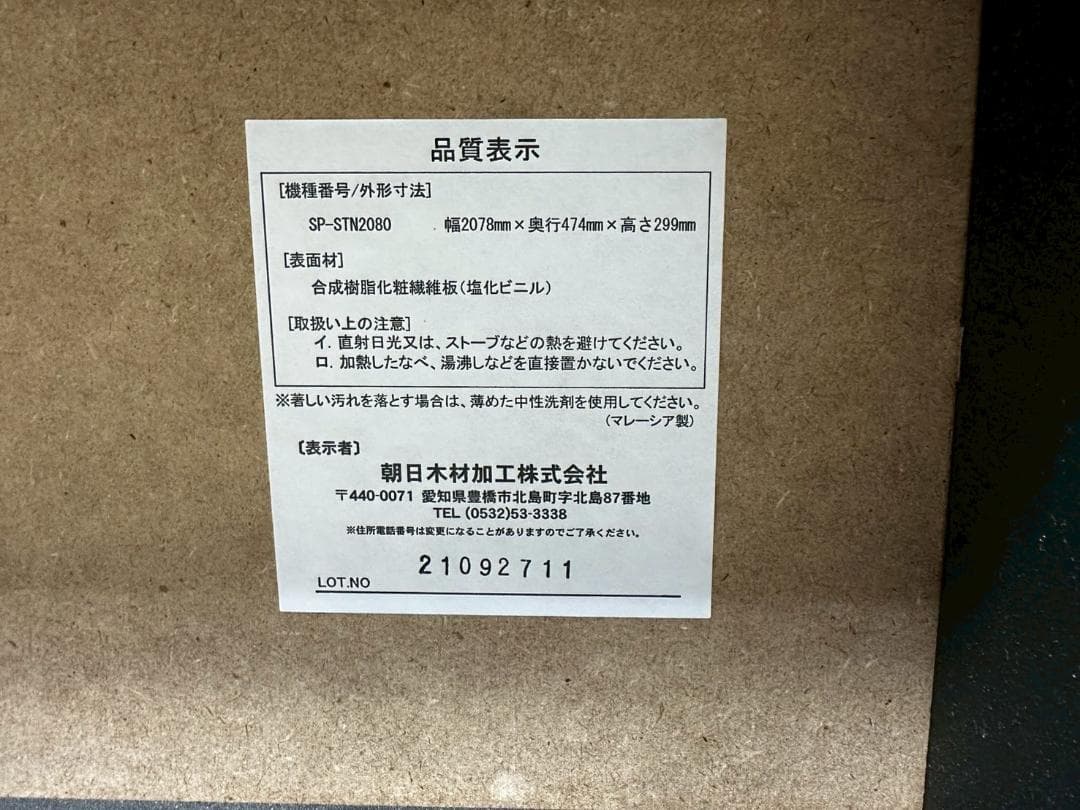 品質表示
[機種番号/外形寸法]
SP-STN2080 幅2078mm×奥行474mm×高さ299mm
[表面材]
合成樹脂化粧繊維板(塩化ビニル)
[取扱い上の注意]
イ. 直射日光又は、ストーブなどの熱を避けてください。
ロ. 加熱したなべ、湯沸しなどを直接置かないでください。
※著しい汚れを落とす場合は、薄めた中性洗剤を使用してください。
(マレーシア製)
〔表示者〕
朝日木材加工株式会社
〒440-0071 愛知県豊橋市北島町字北島87番地
TEL (0532)53-3338
※住所電話番号は変更になることがありますのでご了承ください。
LOT.NO 21092711